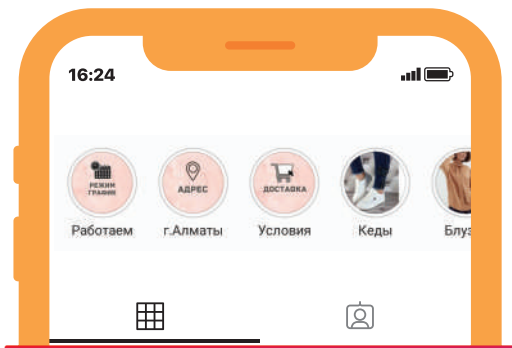 16:24
РЕЖИМ
ГРАФИК
АДРЕС
ДОСТАВКА
Работаем
г.Алматы
Условия
Кеды
Блуз